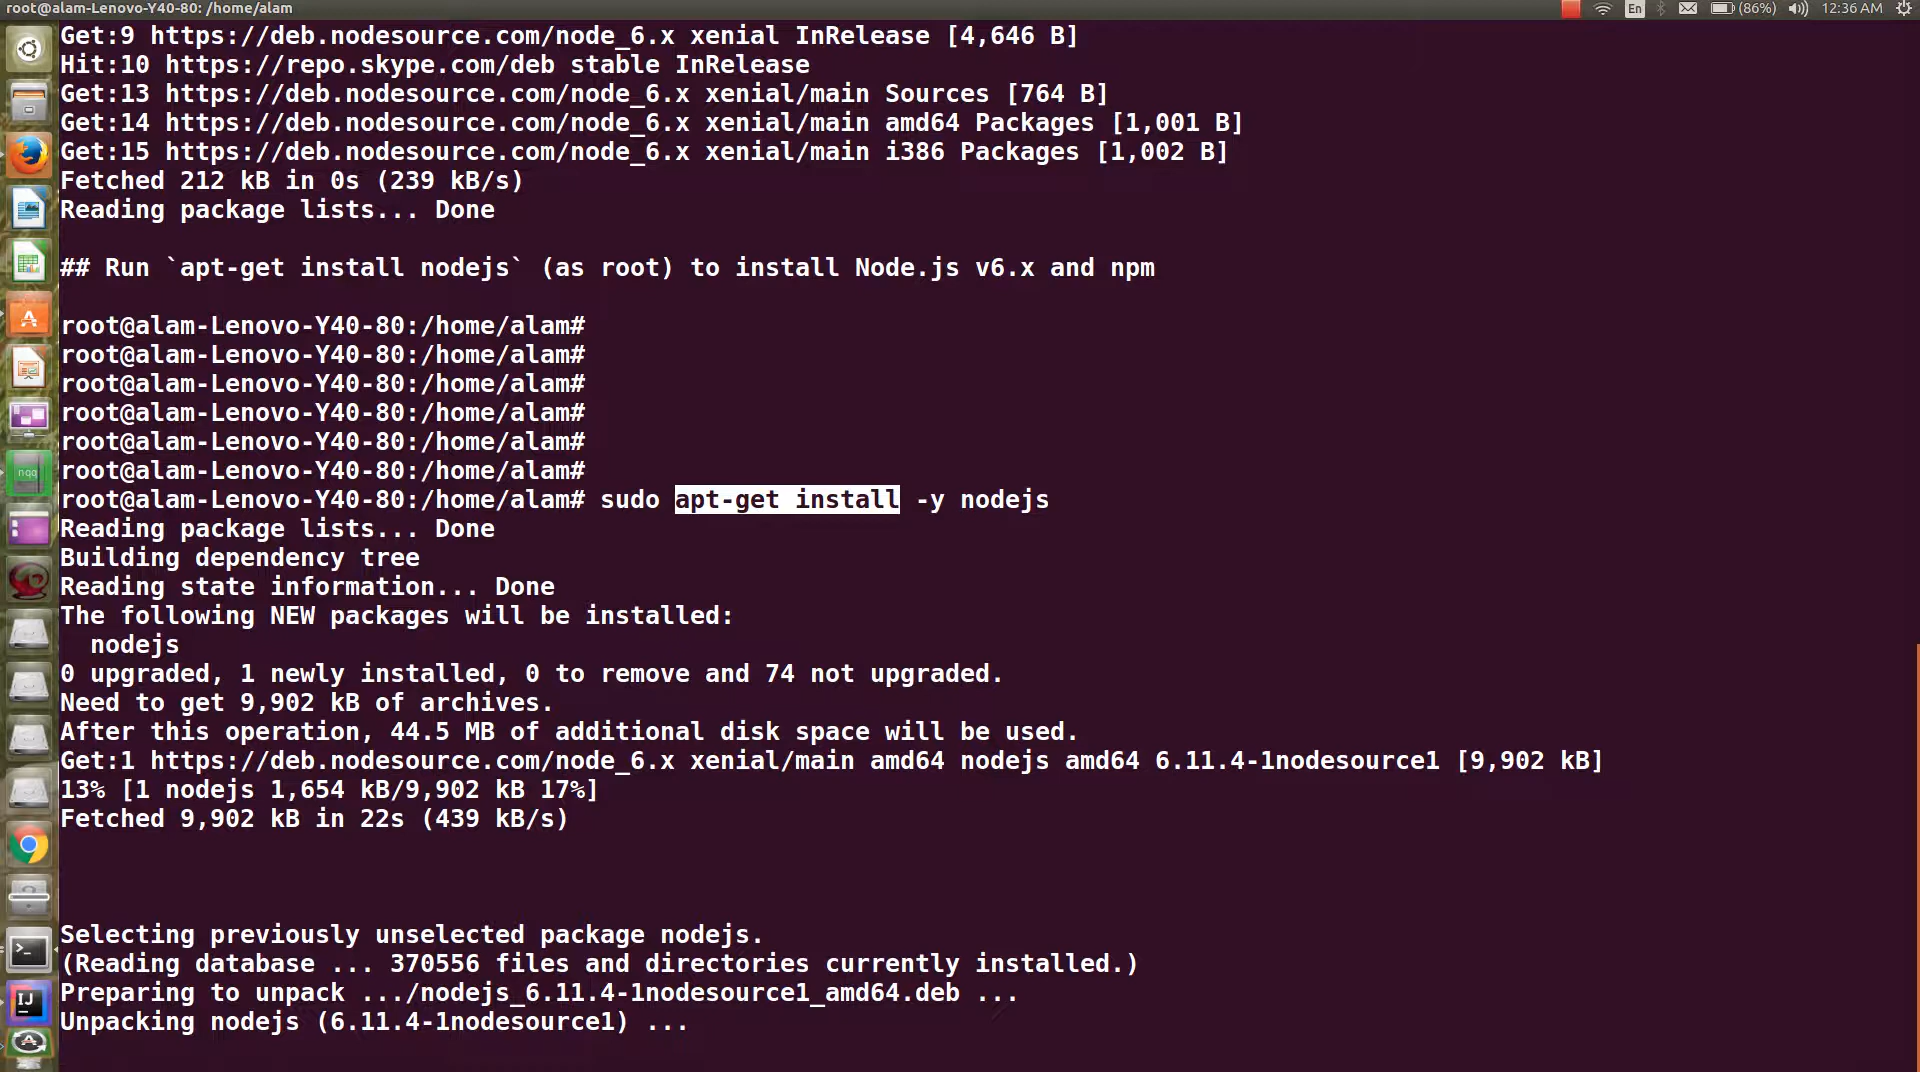 root@alam-Lenovo-Y40-80: /home/alam
En
(86%)
12:36 AM
Get:9 https://deb.nodesource.com/node_6.x xenial InRelease [4,646 B]
Hit:10 https://repo.skype.com/deb stable InRelease
Get:13 https://deb.nodesource.com/node_6.x xenial/main Sources [764 B]
Get:14 https://deb.nodesource.com/node_6.x xenial/main amd64 Packages [1,001 B]
Get:15 https://deb.nodesource.com/node_6.x xenial/main i386 Packages [1,002 B]
Fetched 212 kB in 0s (239 kB/s)
Reading package lists... Done
## Run `apt-get install nodejs` (as root) to install Node.js v6.x and npm
root@alam-Lenovo-Y40-80:/home/alam#
root@alam-Lenovo-Y40-80:/home/alam#
root@alam-Lenovo-Y40-80:/home/alam#
root@alam-Lenovo-Y40-80:/home/alam#
root@alam-Lenovo-Y40-80:/home/alam#
root@alam-Lenovo-Y40-80:/home/alam#
root@alam-Lenovo-Y40-80:/home/alam# sudo apt-get install -y nodejs
Reading package lists... Done
Building dependency tree
Reading state information... Done
The following NEW packages will be installed:
  nodejs
0 upgraded, 1 newly installed, 0 to remove and 74 not upgraded.
Need to get 9,902 kB of archives.
After this operation, 44.5 MB of additional disk space will be used.
Get:1 https://deb.nodesource.com/node_6.x xenial/main amd64 nodejs amd64 6.11.4-1nodesource1 [9,902 kB]
13% [1 nodejs 1,654 kB/9,902 kB 17%]
Fetched 9,902 kB in 22s (439 kB/s)
Selecting previously unselected package nodejs.
(Reading database ... 370556 files and directories currently installed.)
Preparing to unpack .../nodejs_6.11.4-1nodesource1_amd64.deb ...
Unpacking nodejs (6.11.4-1nodesource1) ...
nqq
IJ